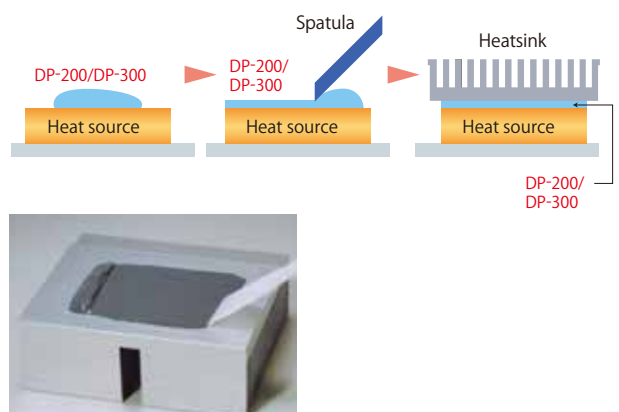 Spatula
Heatsink
DP-200/DP-300
DP-200/
DP-300
Heat source
Heat source
Heat source
DP-200/
DP-300